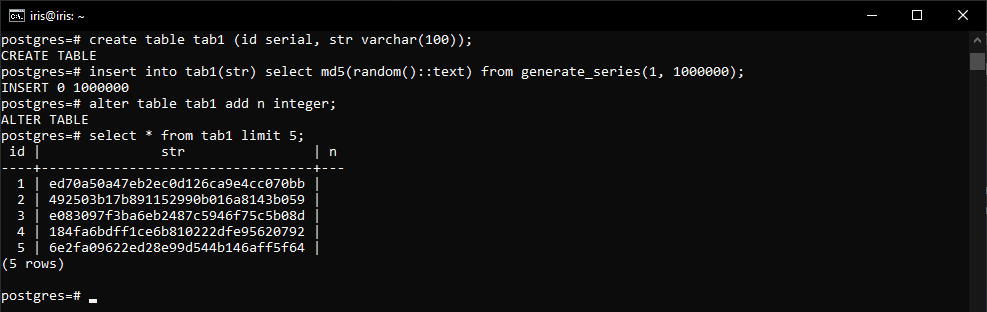 iris@iris: ~
postgres=# create table tab1 (id serial, str varchar(100));
CREATE TABLE
postgres=# insert into tab1(str) select md5(random()::text) from generate_series(1, 1000000);
INSERT 0 1000000
postgres=# alter table tab1 add n integer;
ALTER TABLE
postgres=# select * from tab1 limit 5;
 id |               str                | n
----+----------------------------------+---
  1 | ed70a50a47eb2ec0d126ca9e4cc070bb |
  2 | 492503b17b891152990b016a8143b059 |
  3 | e083097f3ba6eb2487c5946f75c5b08d |
  4 | 184fa6bdff1ce6b810222dfe95620792 |
  5 | 6e2fa09622ed28e99d544b146aff5f64 |
(5 rows)
postgres=#